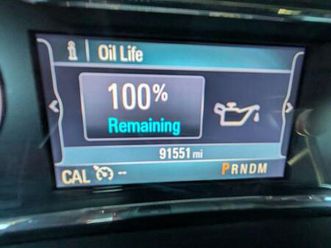 i Oil Life
100%
Remaining
91551 mi
CAL -- PRNDM